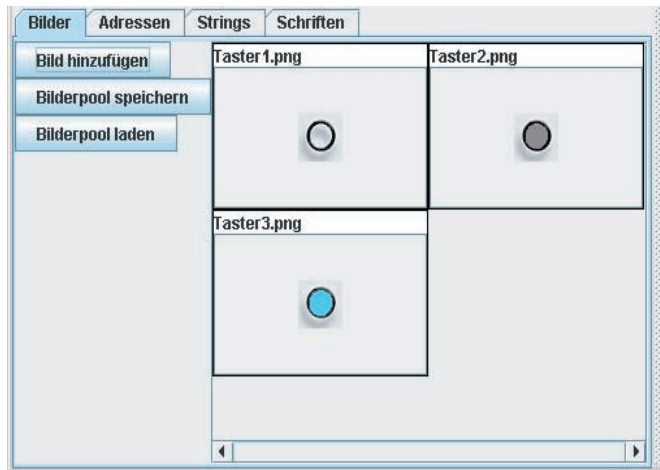 Bilder Adressen Strings Schriften
Bild hinzufügen
Bilderpool speichern
Bilderpool laden
Taster1.png Taster2.png
Taster3.png